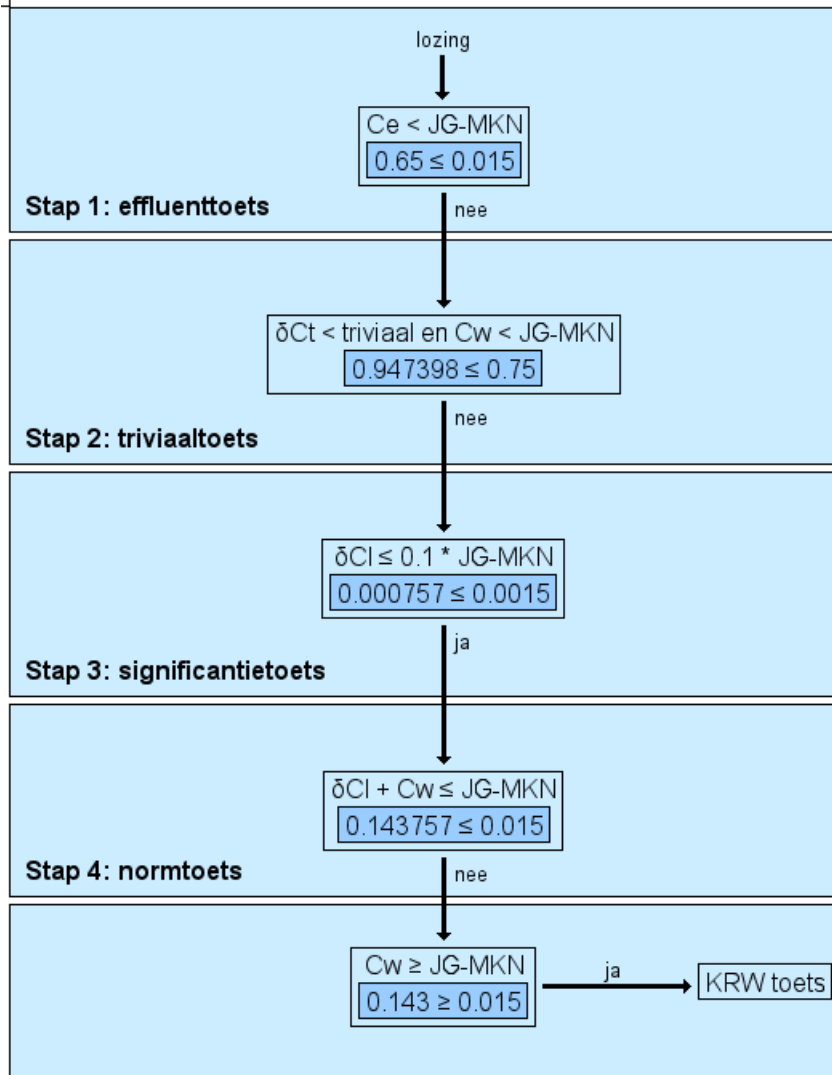 lozing
Ce < JG-MKN
0.65 ≤ 0.015
Stap 1: effluenttoets
nee
δCt < triviaal en Cw < JG-MKN
0.947398 ≤ 0.75
nee
Stap 2: triviaaltoets
δCl ≤ 0.1 * JG-MKN
0.000757 ≤ 0.0015
ja
Stap 3: significantietoets
δCl + Cw ≤ JG-MKN
0.143757 ≤ 0.015
Stap 4: normtoets
nee
Cw ≥ JG-MKN
0.143 ≥ 0.015
ja
KRW toets